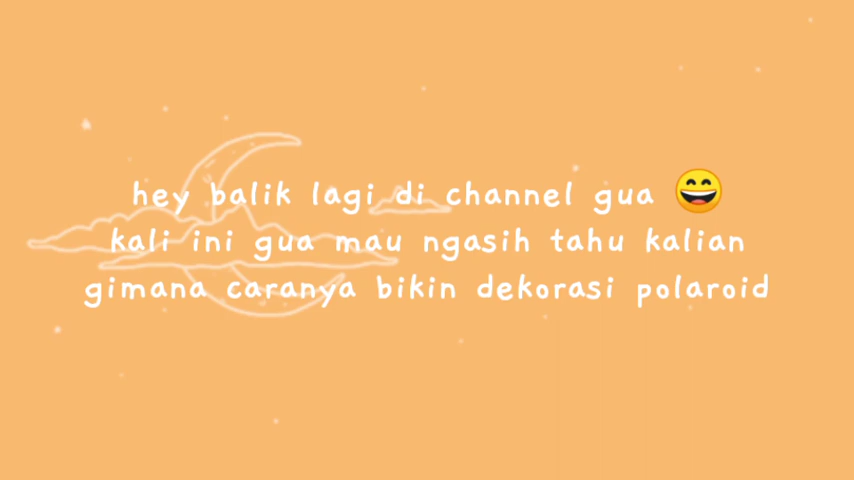 hey balik lagi di channel gua 😄
kali ini gua mau ngasih tahu kalian
gimana caranya bikin dekorasi polaroid